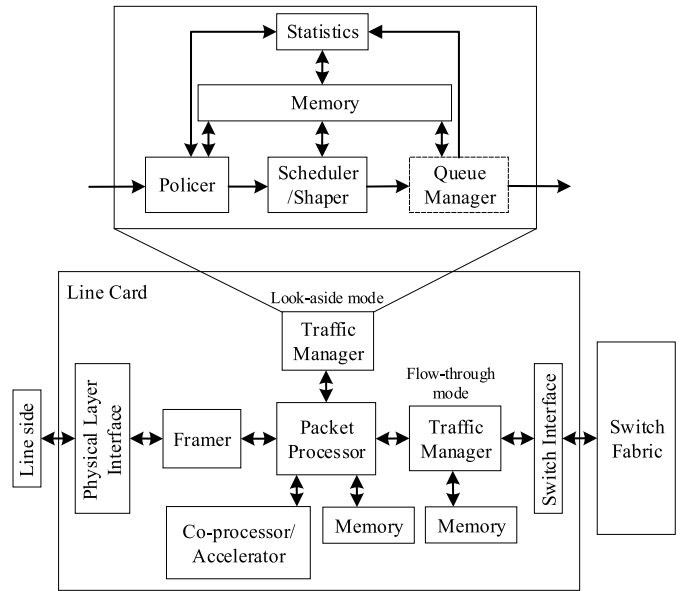 Statistics
Memory
Policer
Scheduler
/Shaper
Queue
Manager
Line Card
Look-aside mode
Traffic
Manager
Flow-through
mode
Line side
Physical Layer
Interface
Framer
Packet
Processor
Traffic
Manager
Switch Interface
Switch
Fabric
Co-processor/
Accelerator
Memory
Memory